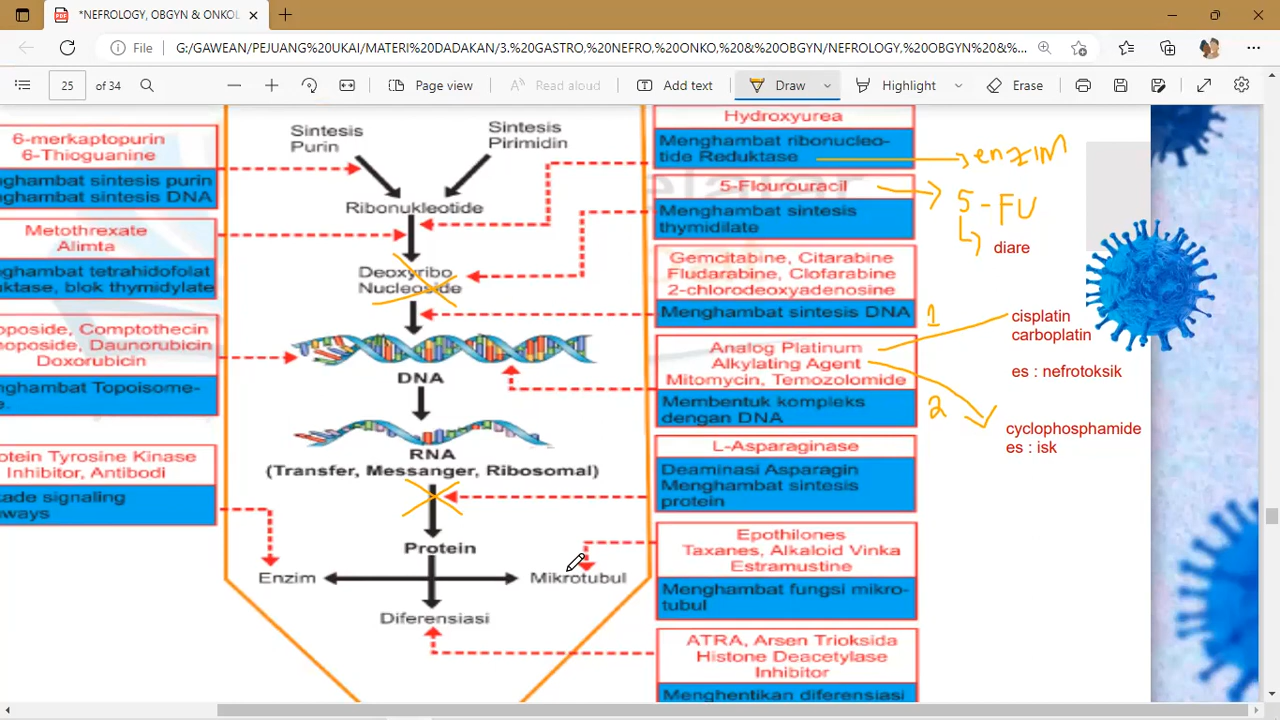 *NEFROLOGY, OBGYN & ONKOL
File
G:/GAWEAN/PEJUANG%20UKAI/MATERI%20DADAKAN/3.%20GASTRO,%20NEFRO,%20ONKO,%20&%20OBGYN/NEFROLOGY,%20OBGYN%20&%...
25 of 34
Page view
Read aloud
Add text
Draw
Highlight
Erase
6-merkaptopurin
6-Thioguanine
nghambat sintesis purin
nghambat sintesis DNA
Metothrexate
Alimta
nghambat tetrahidofolat
uktase, blok thymidylate
oposide, Comptothecin
noposide, Daunorubicin
Doxorubicin
nghambat Topoisome-
e.
otein Tyrosine Kinase
Inhibitor, Antibodi
kade signaling
ways
Sintesis
Purin
Sintesis
Pirimidin
Ribonukleotide
Deoxyribo
Nucleoside
DNA
RNA
(Transfer, Messanger, Ribosomal)
Protein
Enzim
Mikrotubul
Diferensiasi
Hydroxyurea
Menghambat ribonucleo-
tide Reduktase
5-Flourouracil
Menghambat sintesis
thymidilate
Gemcitabine, Citarabine
Fludarabine, Clofarabine
2-chlorodeoxyadenosine
Menghambat sintesis DNA
Analog Platinum
Alkylating Agent
Mitomycin, Temozolomide
Membentuk kompleks
dengan DNA
L-Asparaginase
Deaminasi Asparagin
Menghambat sintesis
protein
Epothilones
Taxanes, Alkaloid Vinka
Estramustine
Menghambat fungsi mikro-
tubul
ATRA, Arsen Trioksida
Histone Deacetylase
Inhibitor
Menghentikan diferensiasi
enzim
5-FU
diare
1
cisplatin
carboplatin
es : nefrotoksik
2
cyclophosphamide
es : isk